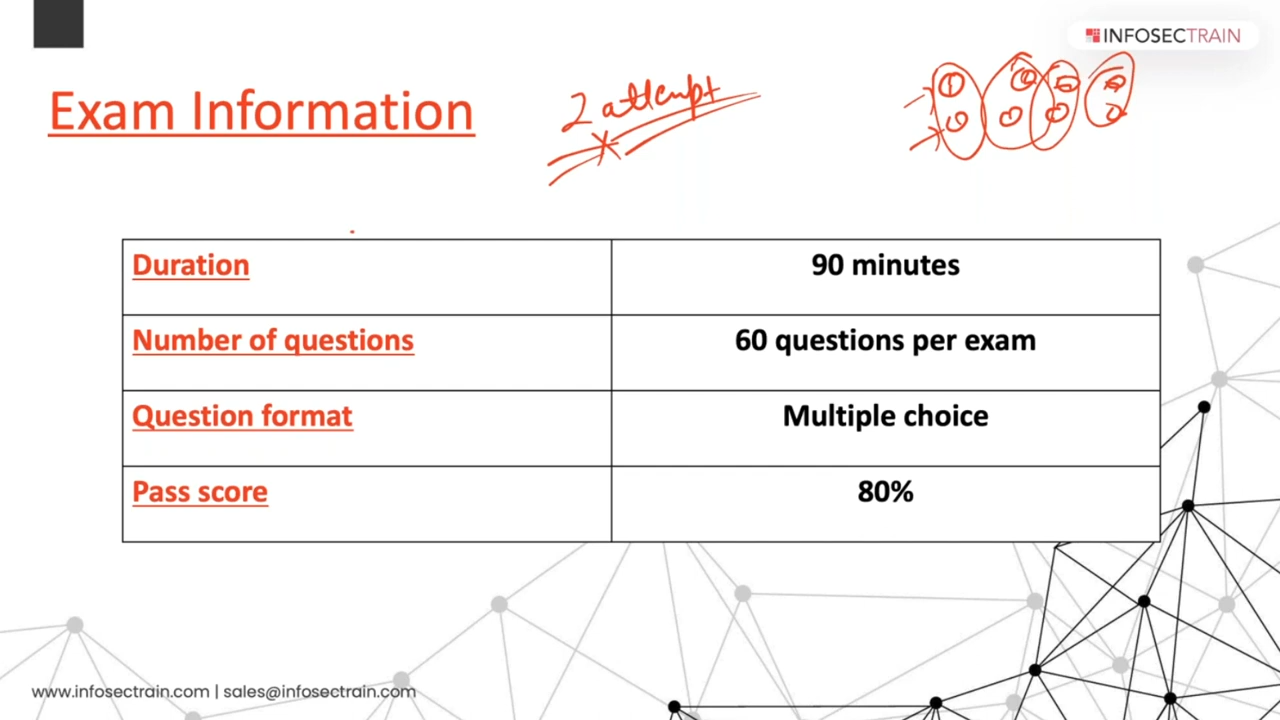 INFOSECTRAIN
Exam Information
2 attempt
Duration
90 minutes
Number of questions
60 questions per exam
Question format
Multiple choice
Pass score
80%
www.infosectrain.com | sales@infosectrain.com